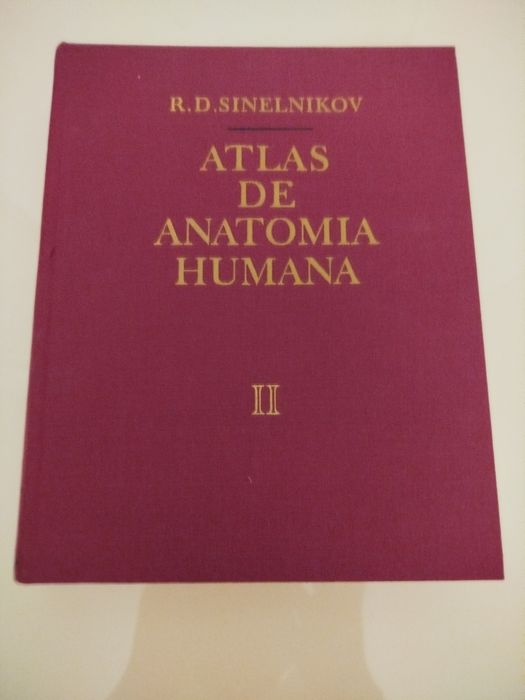 R.D.SINELNIKOV
ATLAS
DE
ANATOMIA
HUMANA
II